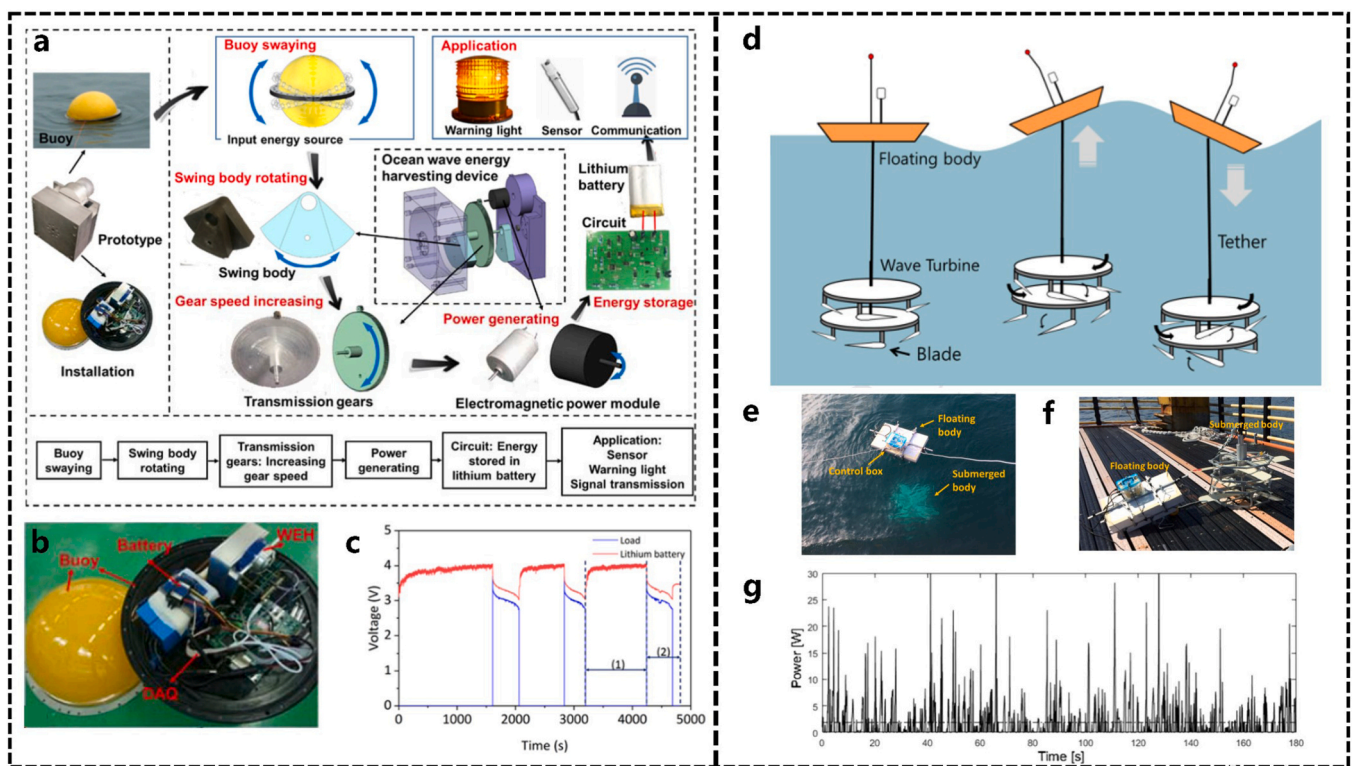 a
Buoy
Prototype
Installation
Buoy swaying
Input energy source
Application
Warning light
Sensor
Communication
Swing body rotating
Swing body
Ocean wave energy
harvesting device
Lithium
battery
Circuit
Energy storage
Gear speed increasing
Transmission gears
Power generating
Electromagnetic power module
Buoy
swaying
Swing body
rotating
Transmission
gears: Increasing
gear speed
Power
generating
Circuit: Energy
stored in
lithium battery
Application:
Sensor
Warning light
Signal transmission
b
Buoy
Battery
WEH
DAQ
c
Load
Lithium battery
Voltage (V)
5
4
3
2
1
0
(1)
(2)
0
1000
2000
3000
4000
5000
Time (s)
d
Floating body
Wave Turbine
Blade
Tether
e
Floating
body
Control box
Submerged
body
f
Submerged body
Floating body
g
Power [W]
30
25
20
15
10
5
0
0
20
40
60
80
100
120
140
160
180
Time [s]